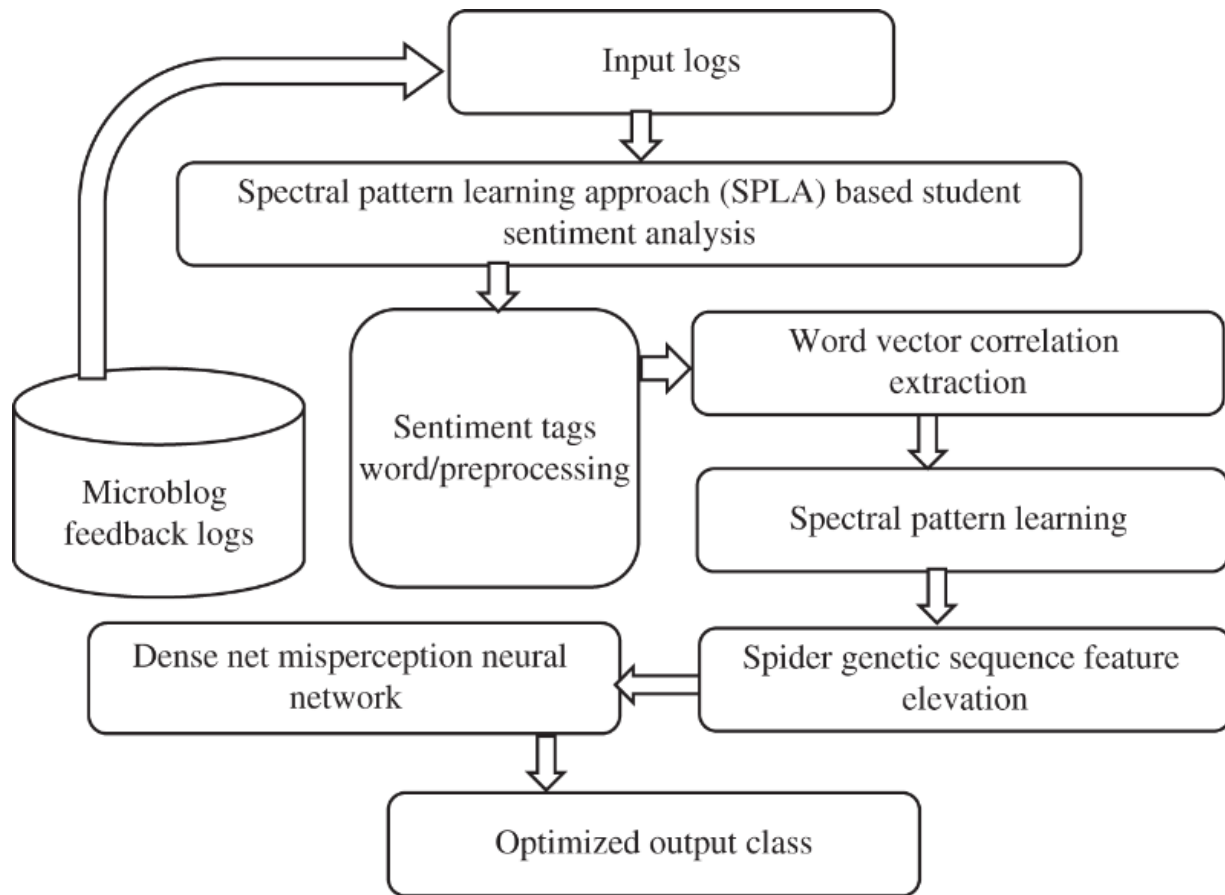 Input logs
Spectral pattern learning approach (SPLA) based student
sentiment analysis
Word vector correlation
extraction
Sentiment tags
word/preprocessing
Microblog
feedback logs
Spectral pattern learning
Dense net misperception neural
network
Spider genetic sequence feature
elevation
Optimized output class